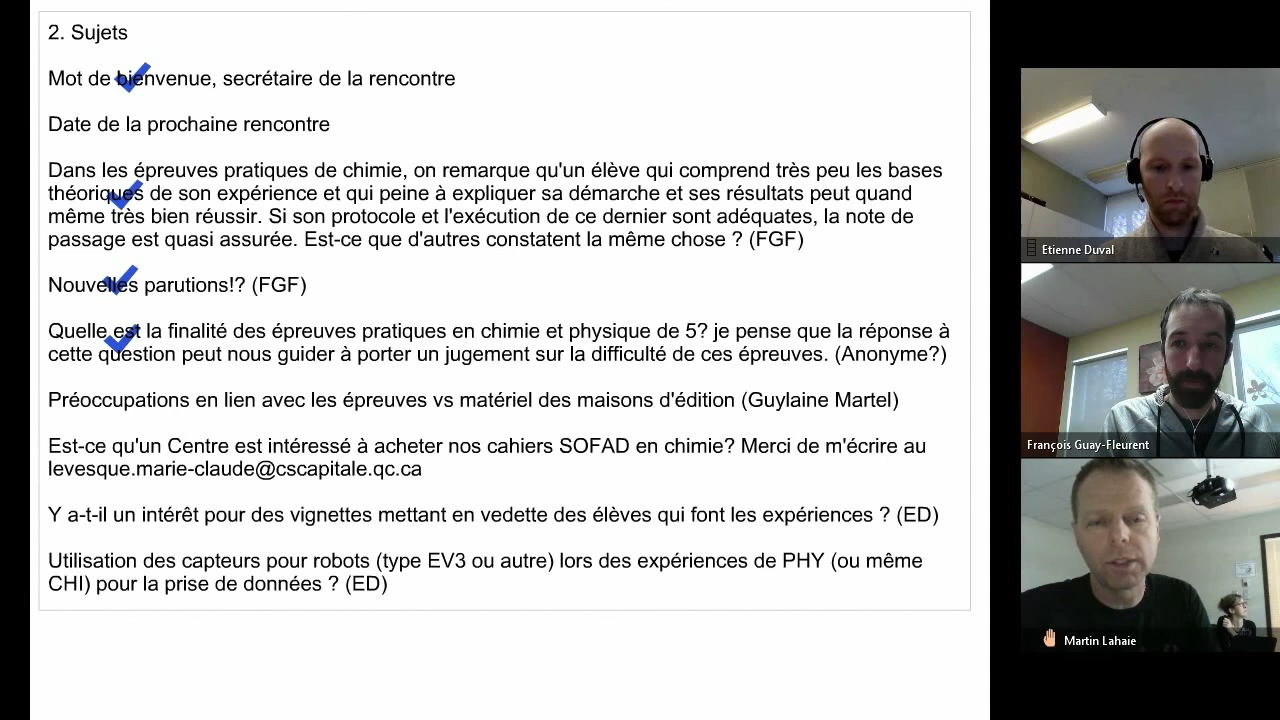 2. Sujets
Mot de bienvenue, secrétaire de la rencontre
Date de la prochaine rencontre
Dans les épreuves pratiques de chimie, on remarque qu'un élève qui comprend très peu les bases
théoriques de son expérience et qui peine à expliquer sa démarche et ses résultats peut quand
même très bien réussir. Si son protocole et l'exécution de ce dernier sont adéquates, la note de
passage est quasi assurée. Est-ce que d'autres constatent la même chose ? (FGF)
Nouvelles parutions!? (FGF)
Quelle est la finalité des épreuves pratiques en chimie et physique de 5? je pense que la réponse à
cette question peut nous guider à porter un jugement sur la difficulté de ces épreuves. (Anonyme?)
Préoccupations en lien avec les épreuves vs matériel des maisons d'édition (Guylaine Martel)
Est-ce qu'un Centre est intéressé à acheter nos cahiers SOFAD en chimie? Merci de m'écrire au
levesque.marie-claude@cscapitale.qc.ca
Y a-t-il un intérêt pour des vignettes mettant en vedette des élèves qui font les expériences ? (ED)
Utilisation des capteurs pour robots (type EV3 ou autre) lors des expériences de PHY (ou même
CHI) pour la prise de données ? (ED)
Etienne Duval
François Guay-Fleurent
Martin Lahaie